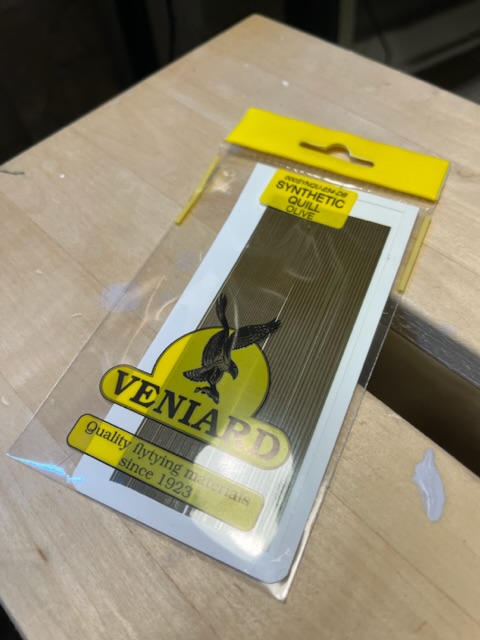 SYNTHETIC
QUILL
OLIVE
VENIARD
Quality flytying materials
since 1923